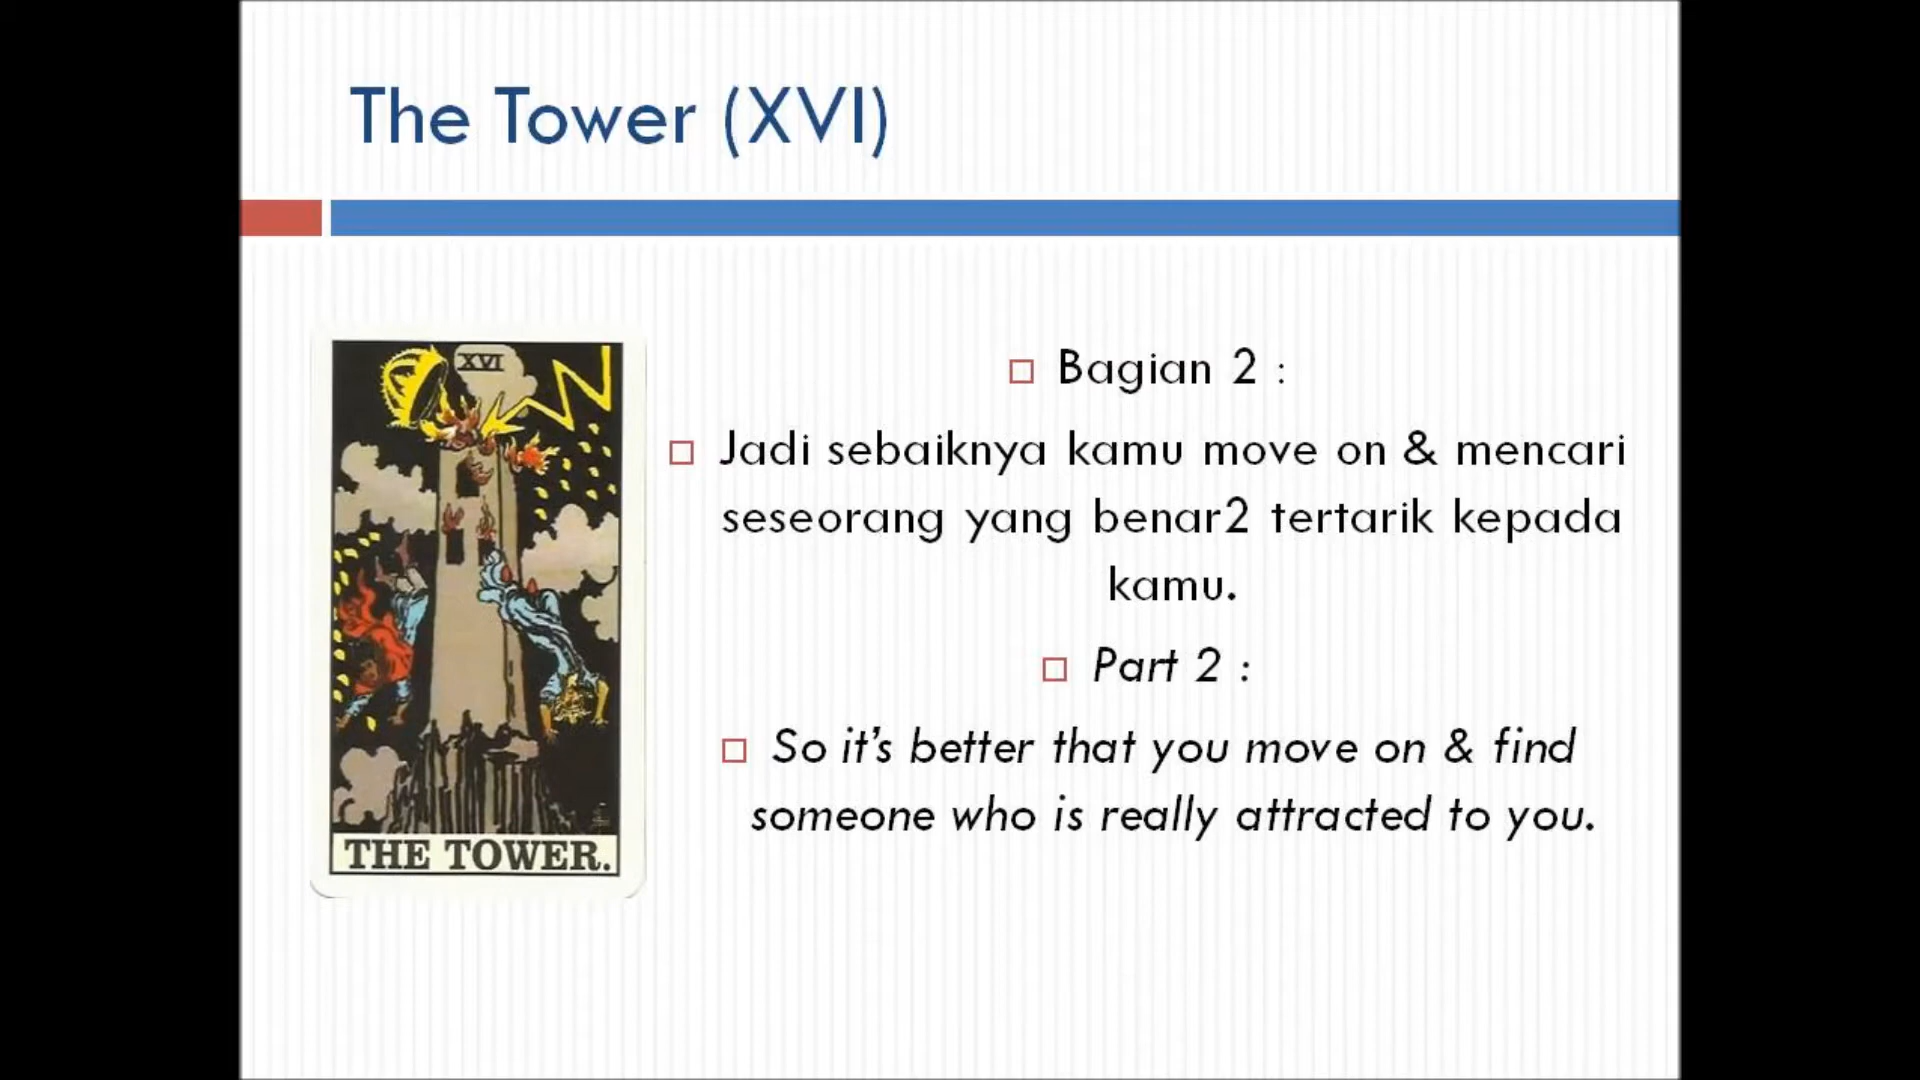 The Tower (XVI)
XVI
THE TOWER.
Bagian 2 :
Jadi sebaiknya kamu move on & mencari
seseorang yang benar2 tertarik kepada
kamu.
Part 2 :
So it's better that you move on & find
someone who is really attracted to you.